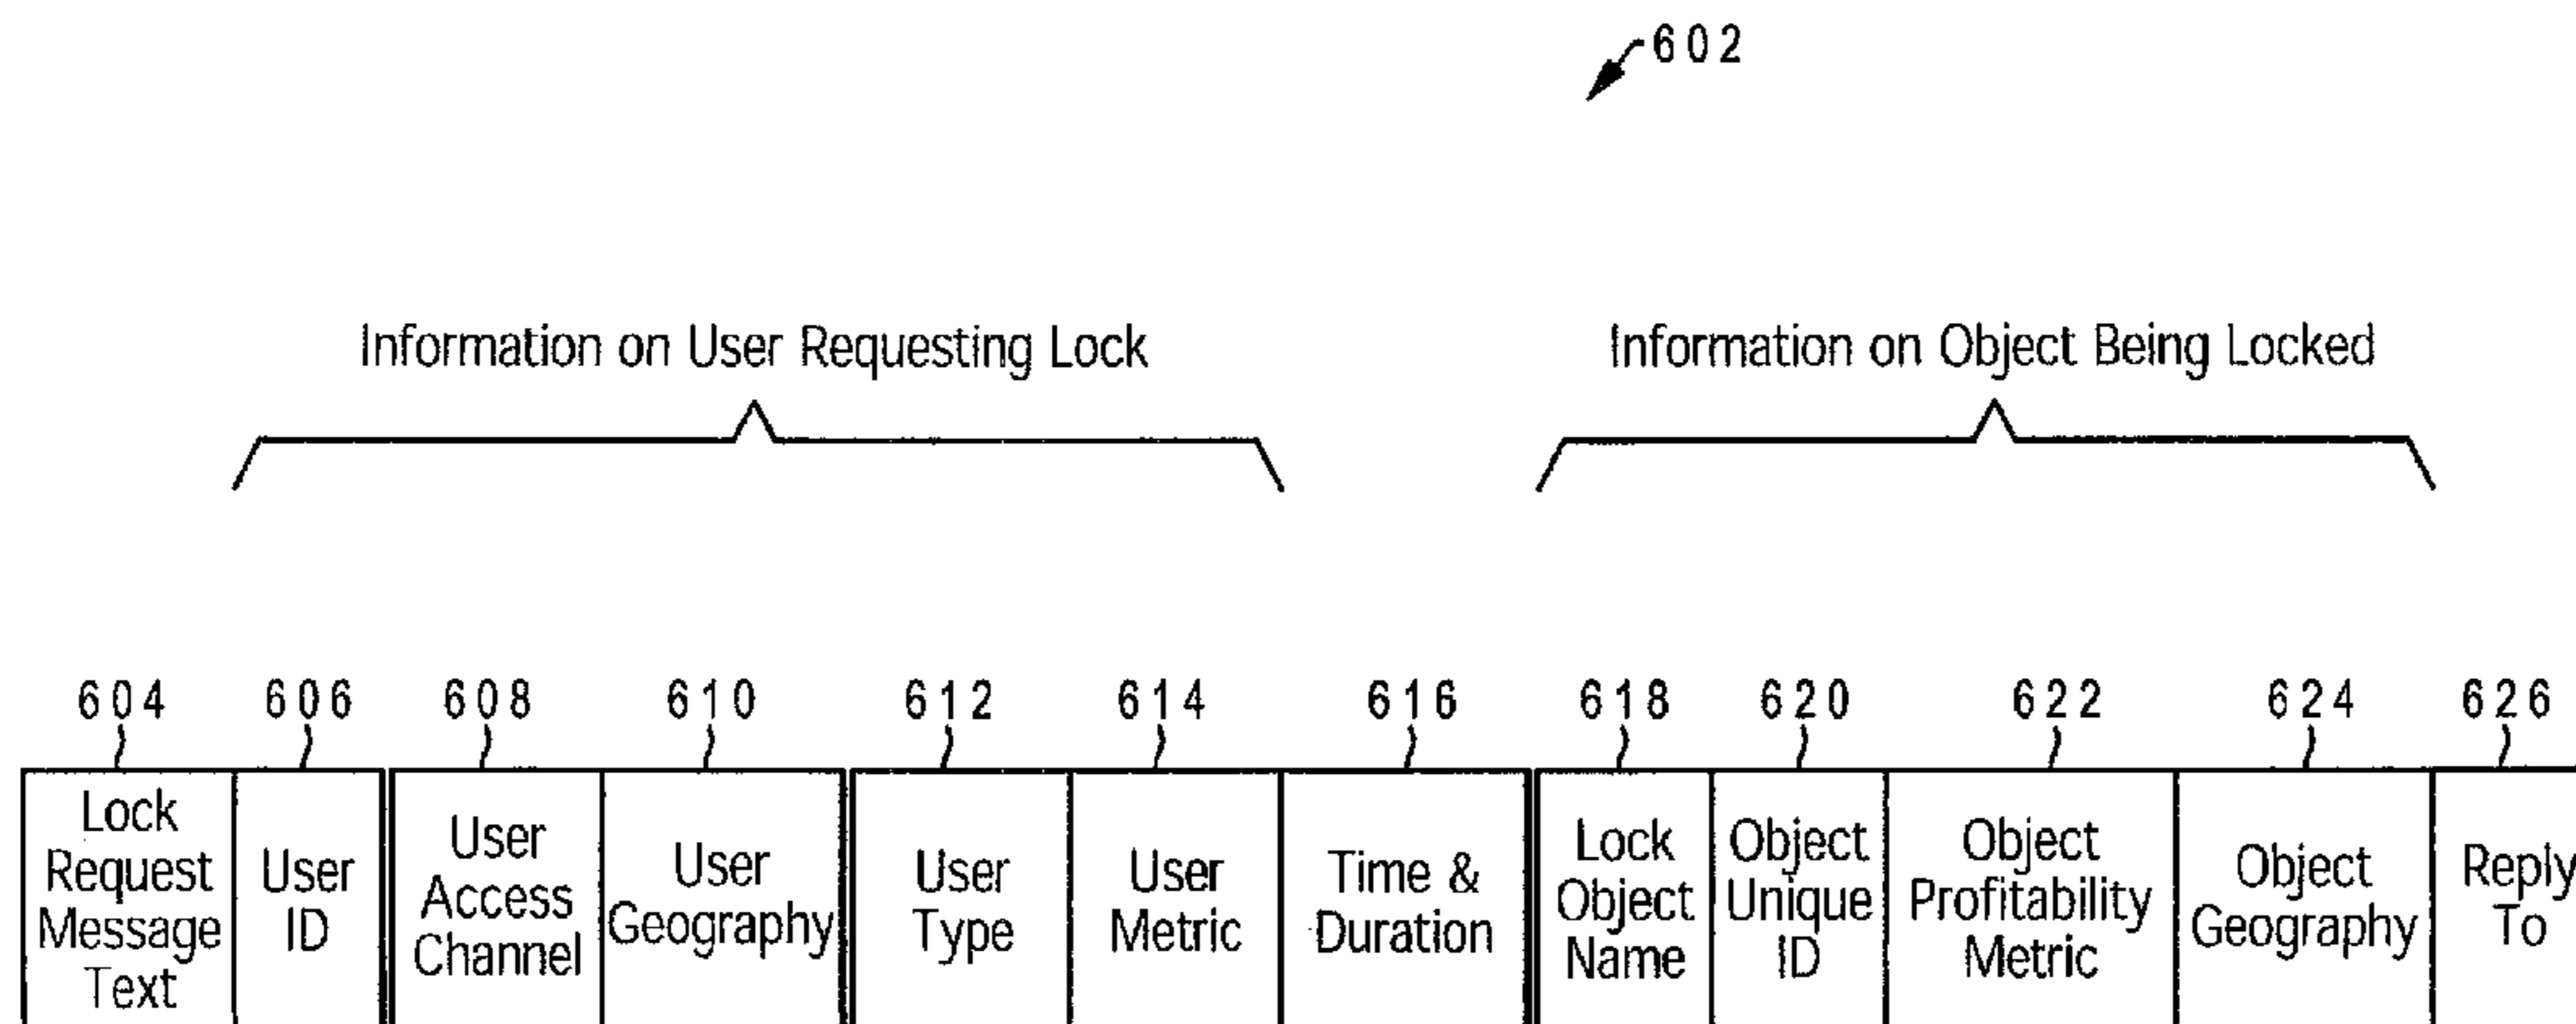 602
Information on User Requesting Lock
Information on Object Being Locked
604 606 608 610 612 614 616 618 620 622 624 626
Lock
Request
Message
Text
User
ID
User
Access
Channel
User
Geography
User
Type
User
Metric
Time &
Duration
Lock
Object
Name
Object
Unique
ID
Object
Profitability
Metric
Object
Geography
Reply
To